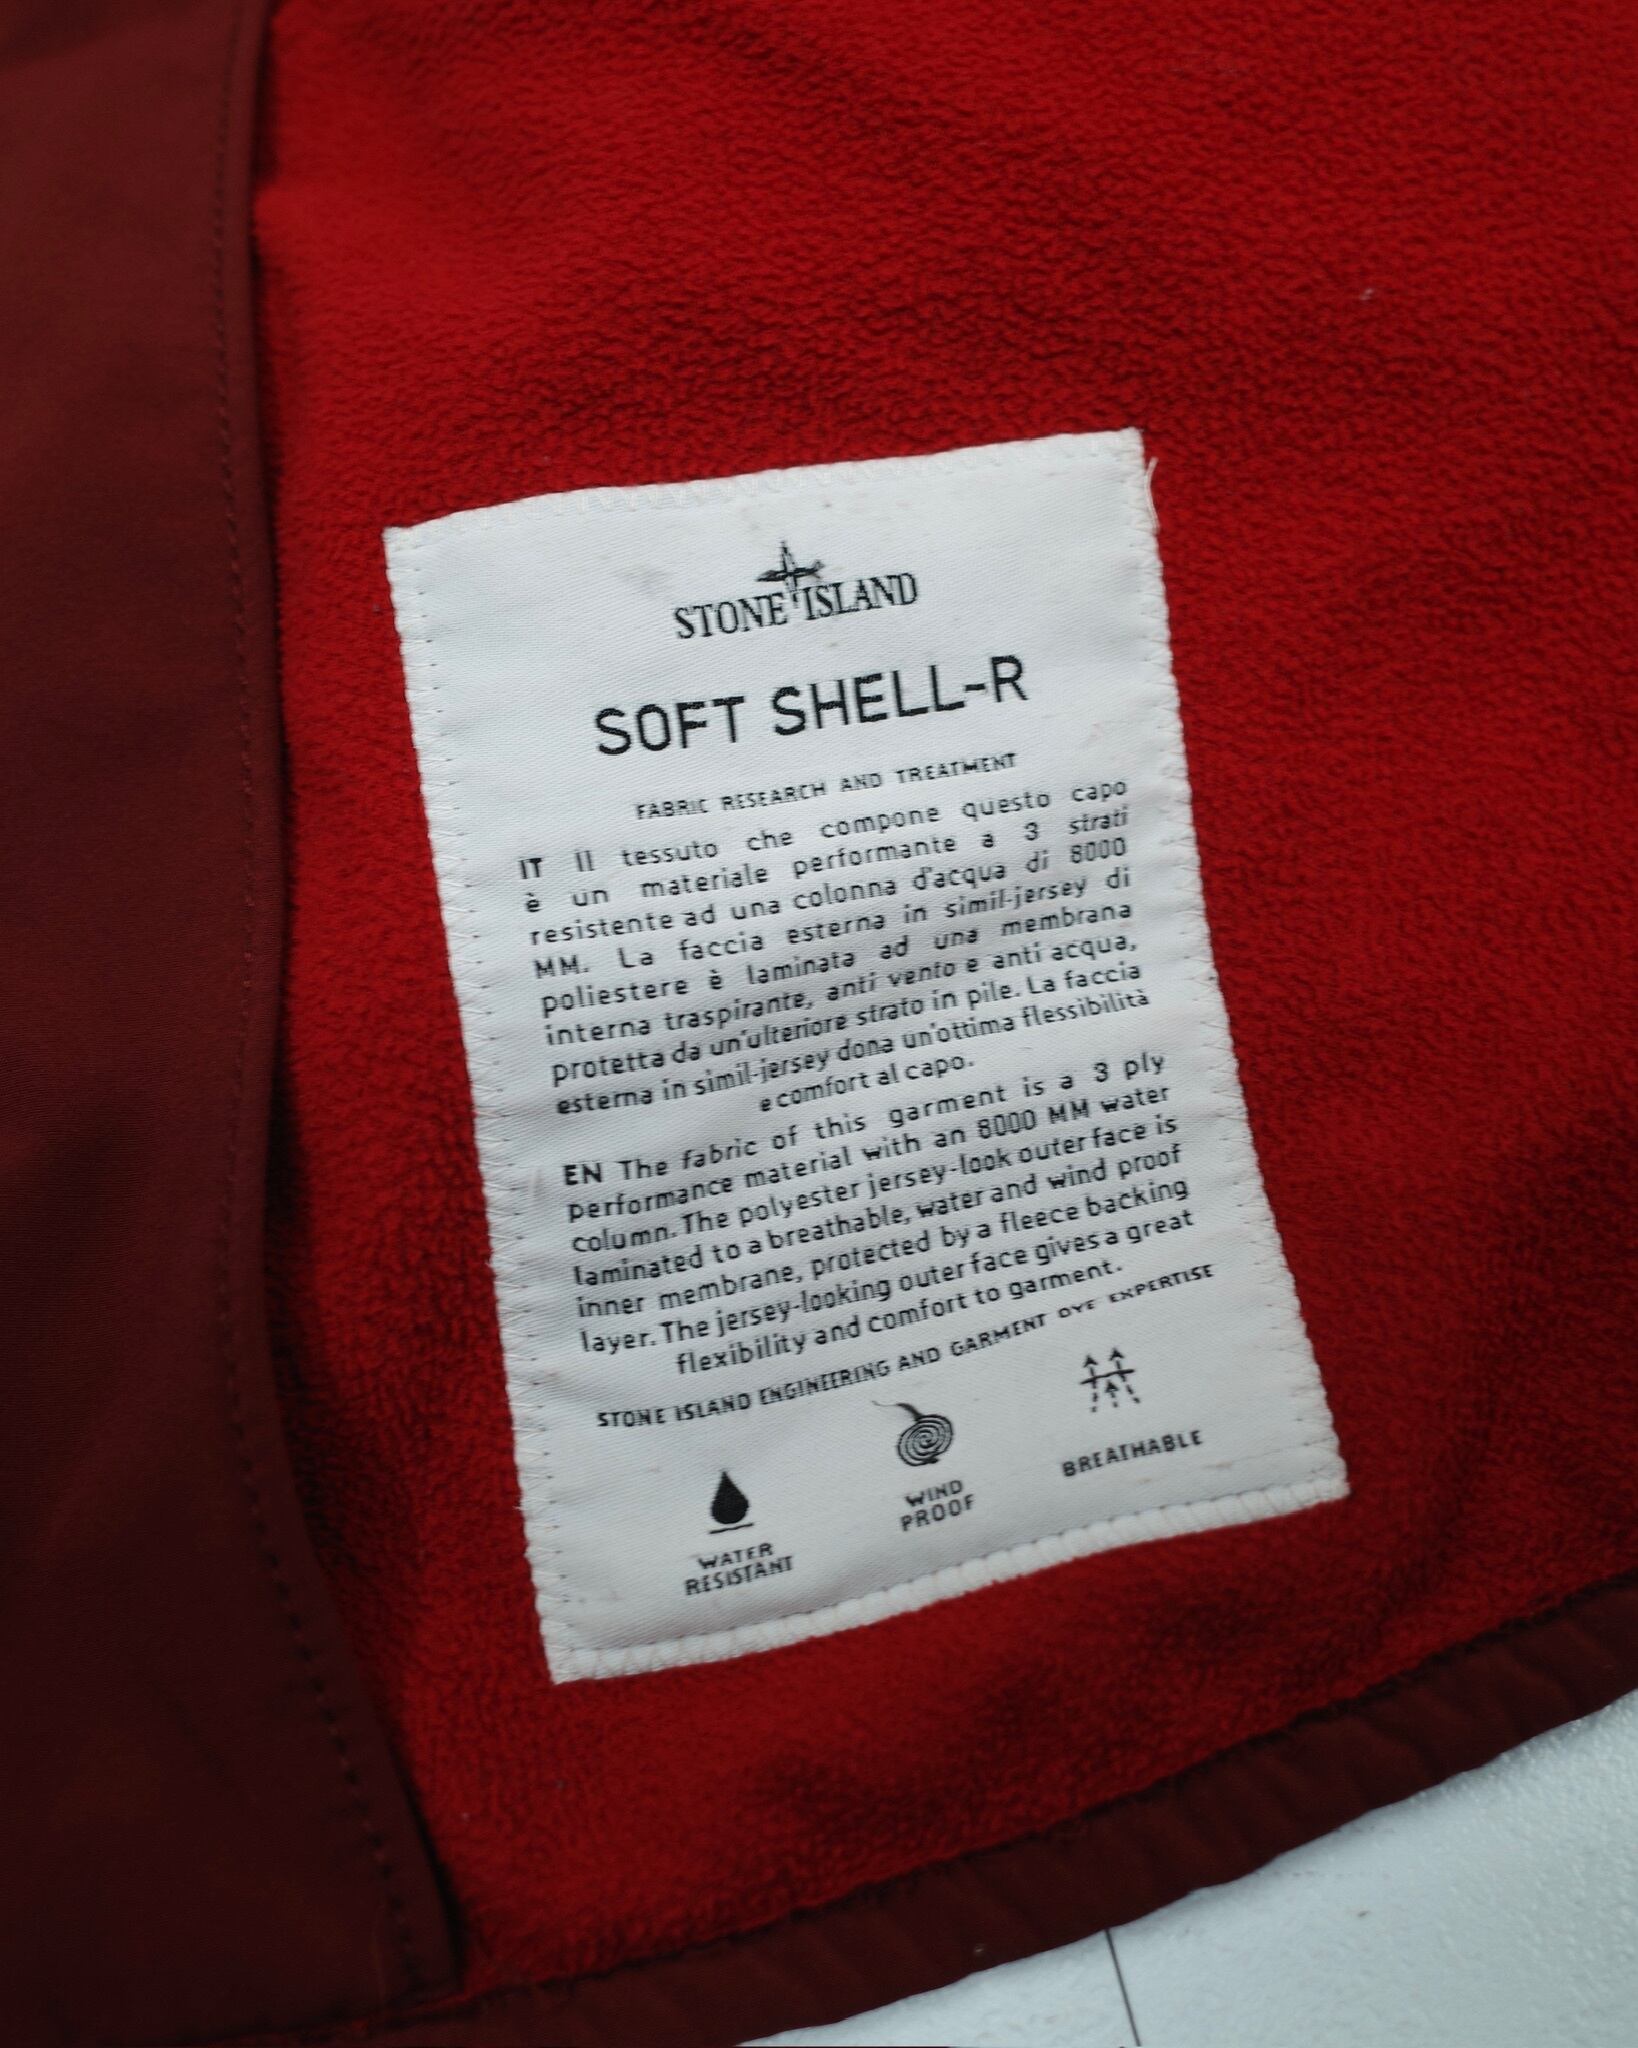 STONE ISLAND
SOFT SHELL-R
FABRIC RESEARCH AND TREATMENT
IT Il tessuto che compone questo capo
è un materiale performante a 3 strati
resistente ad una colonna d'acqua di 8000
MM. La faccia esterna in simil-jersey di
poliestere è laminata ad una membrana
interna traspirante, anti vento e anti acqua,
protetta da un'ulteriore strato in pile. La faccia
esterna in simil-jersey dona un'ottima flessibilità
e comfort al capo.
EN The fabric of this garment is a 3 ply
performance material with an 8000 MM water
column. The polyester jersey-look outer face is
laminated to a breathable, water and wind proof
inner membrane, protected by a fleece backing
layer. The jersey-looking outer face gives a great
flexibility and comfort to garment.
STONE ISLAND ENGINEERING AND GARMENT DYE EXPERTISE
WATER
RESISTANT
WIND
PROOF
BREATHABLE